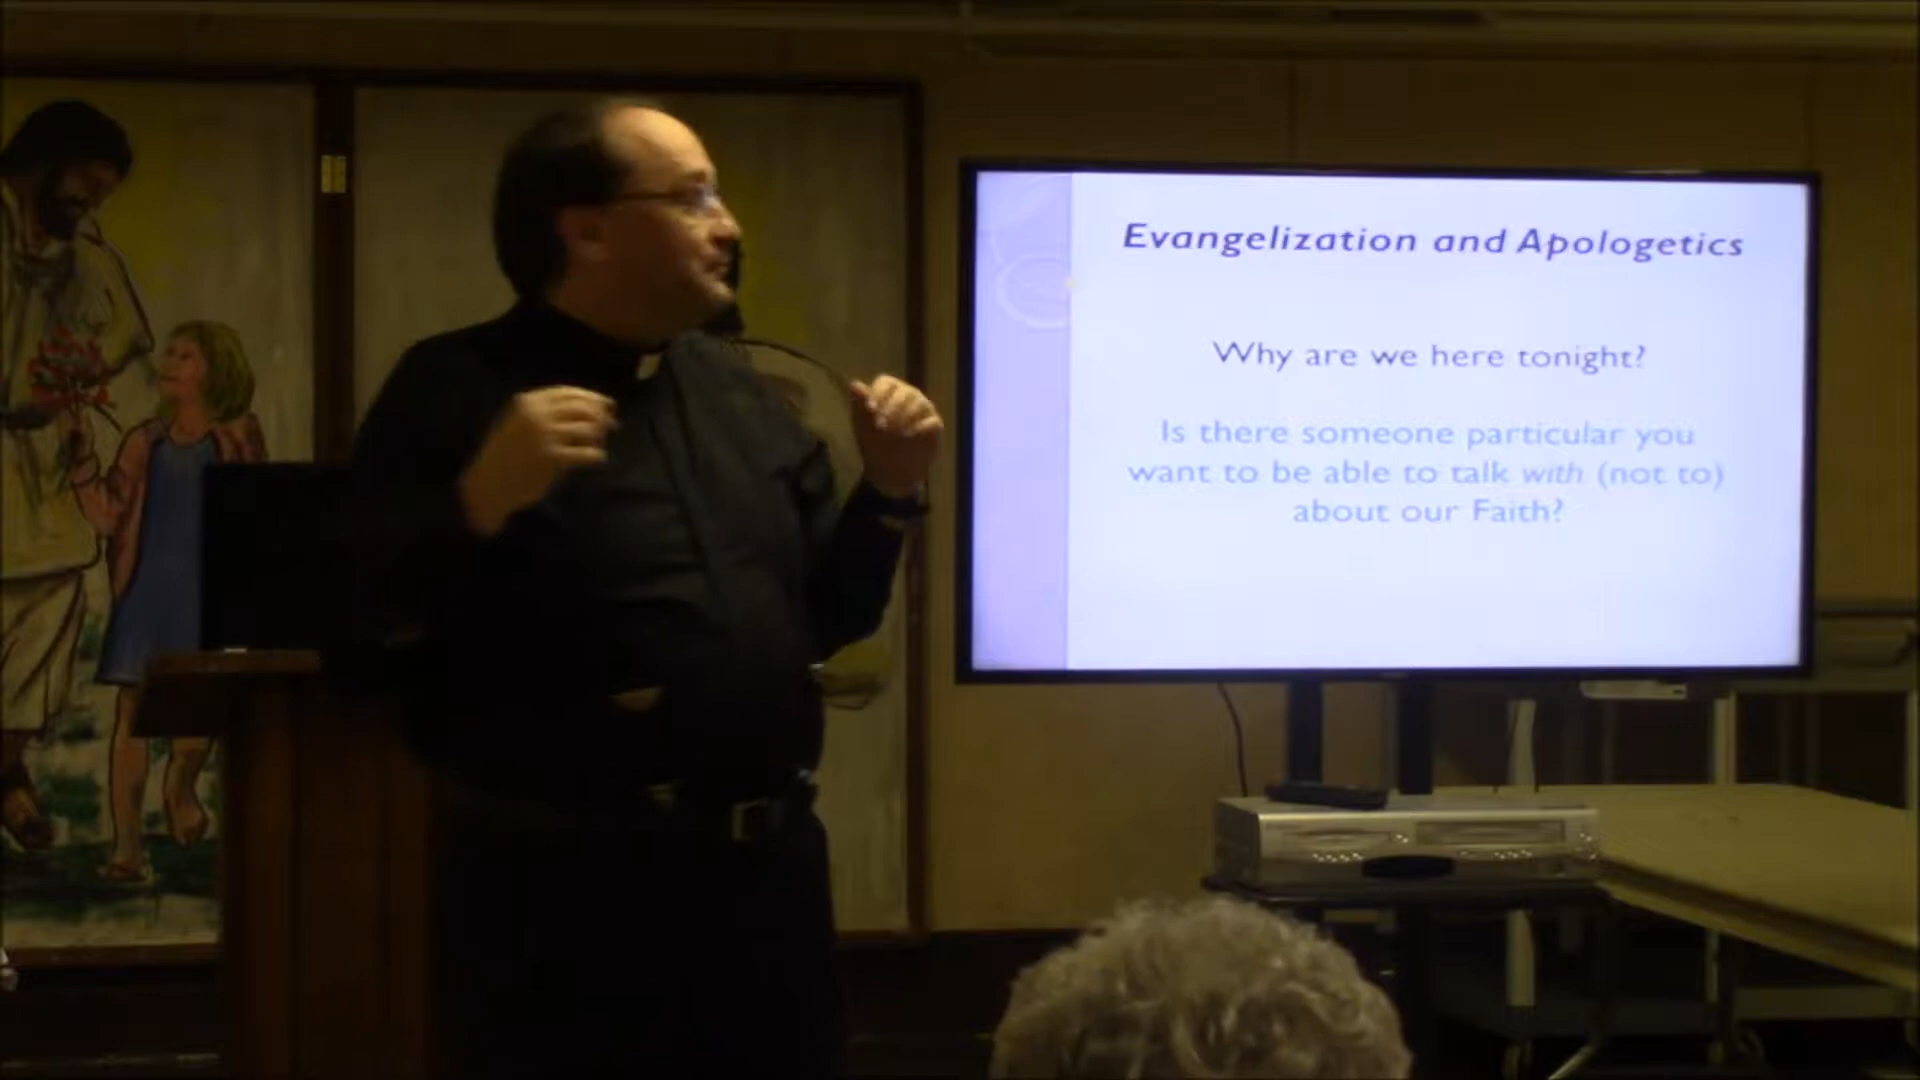 Evangelization and Apologetics
Why are we here tonight?
Is there someone particular you
want to be able to talk with (not to)
about our Faith?